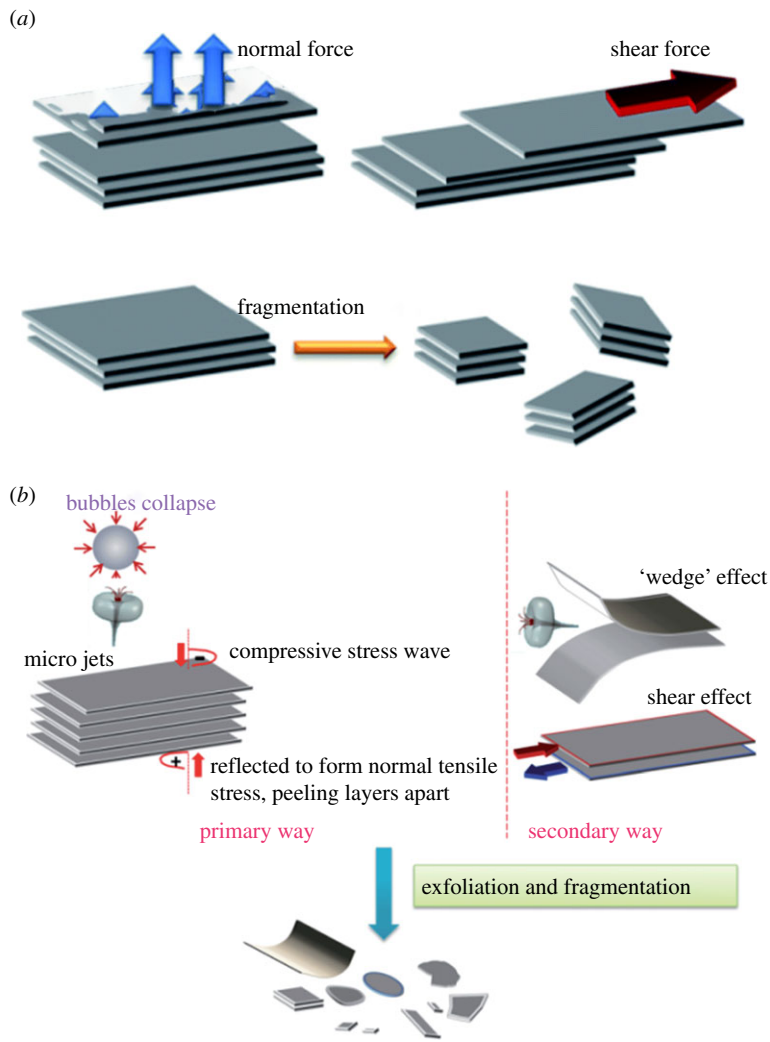 (a)
normal force
shear force
fragmentation
(b)
bubbles collapse
micro jets
-
compressive stress wave
+
reflected to form normal tensile
stress, peeling layers apart
primary way
‘wedge’ effect
shear effect
secondary way
exfoliation and fragmentation